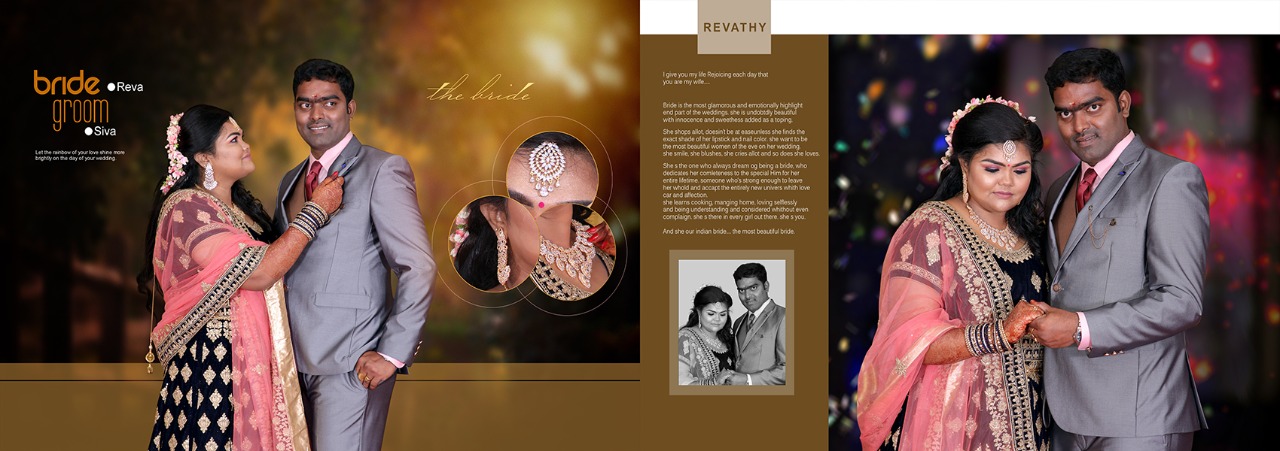 bride
Reva
groom
Siva
Let the rainbow of your love shine more
brightly on the day of your wedding.
the bride
REVATHY
I give you my life Rejoicing each day that
you are my wife....
Bride is the most glamorous and emotionally highlight
end part of the weddings. she is undobtdly beautiful
with innocence and sweethess added as a toping.
She shops allot, doesin't be at easeunless she finds the
exact shade of her lipstick and nail color. she want to be
the most beautiful women of the eve on her wedding.
she smile, she blushes, she cries allot and so does she loves.
She's the one who always dream og being a bride, who
dedicates her comleteness to the special Him for her
entire lifetime. someone who's strong enough to leave
her whold and accapt the entirely new univers whith love
car and affection.
she learns cooking, manging home, loving selflessly
and being understanding and considered whithout even
complaign. she s there in every girl out there. she s you.
And she our indian bride... the most beautiful bride.